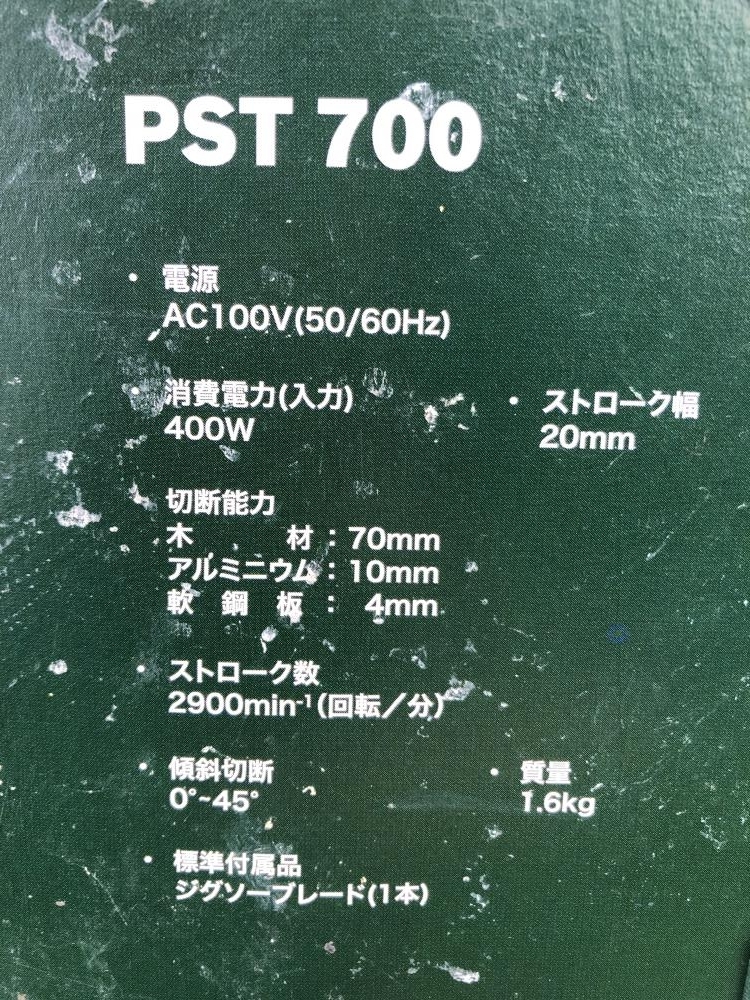 PST 700
・電源
AC100V(50/60Hz)
・消費電力(入力)
400W
・ストローク幅
20mm
切断能力
木　　材：70mm
アルミニウム：10mm
軟鋼板：4mm
・ストローク数
2900min⁻¹(回転／分)
・傾斜切断
0°~45°
・質量
1.6kg
・標準付属品
ジグソーブレード(1本)